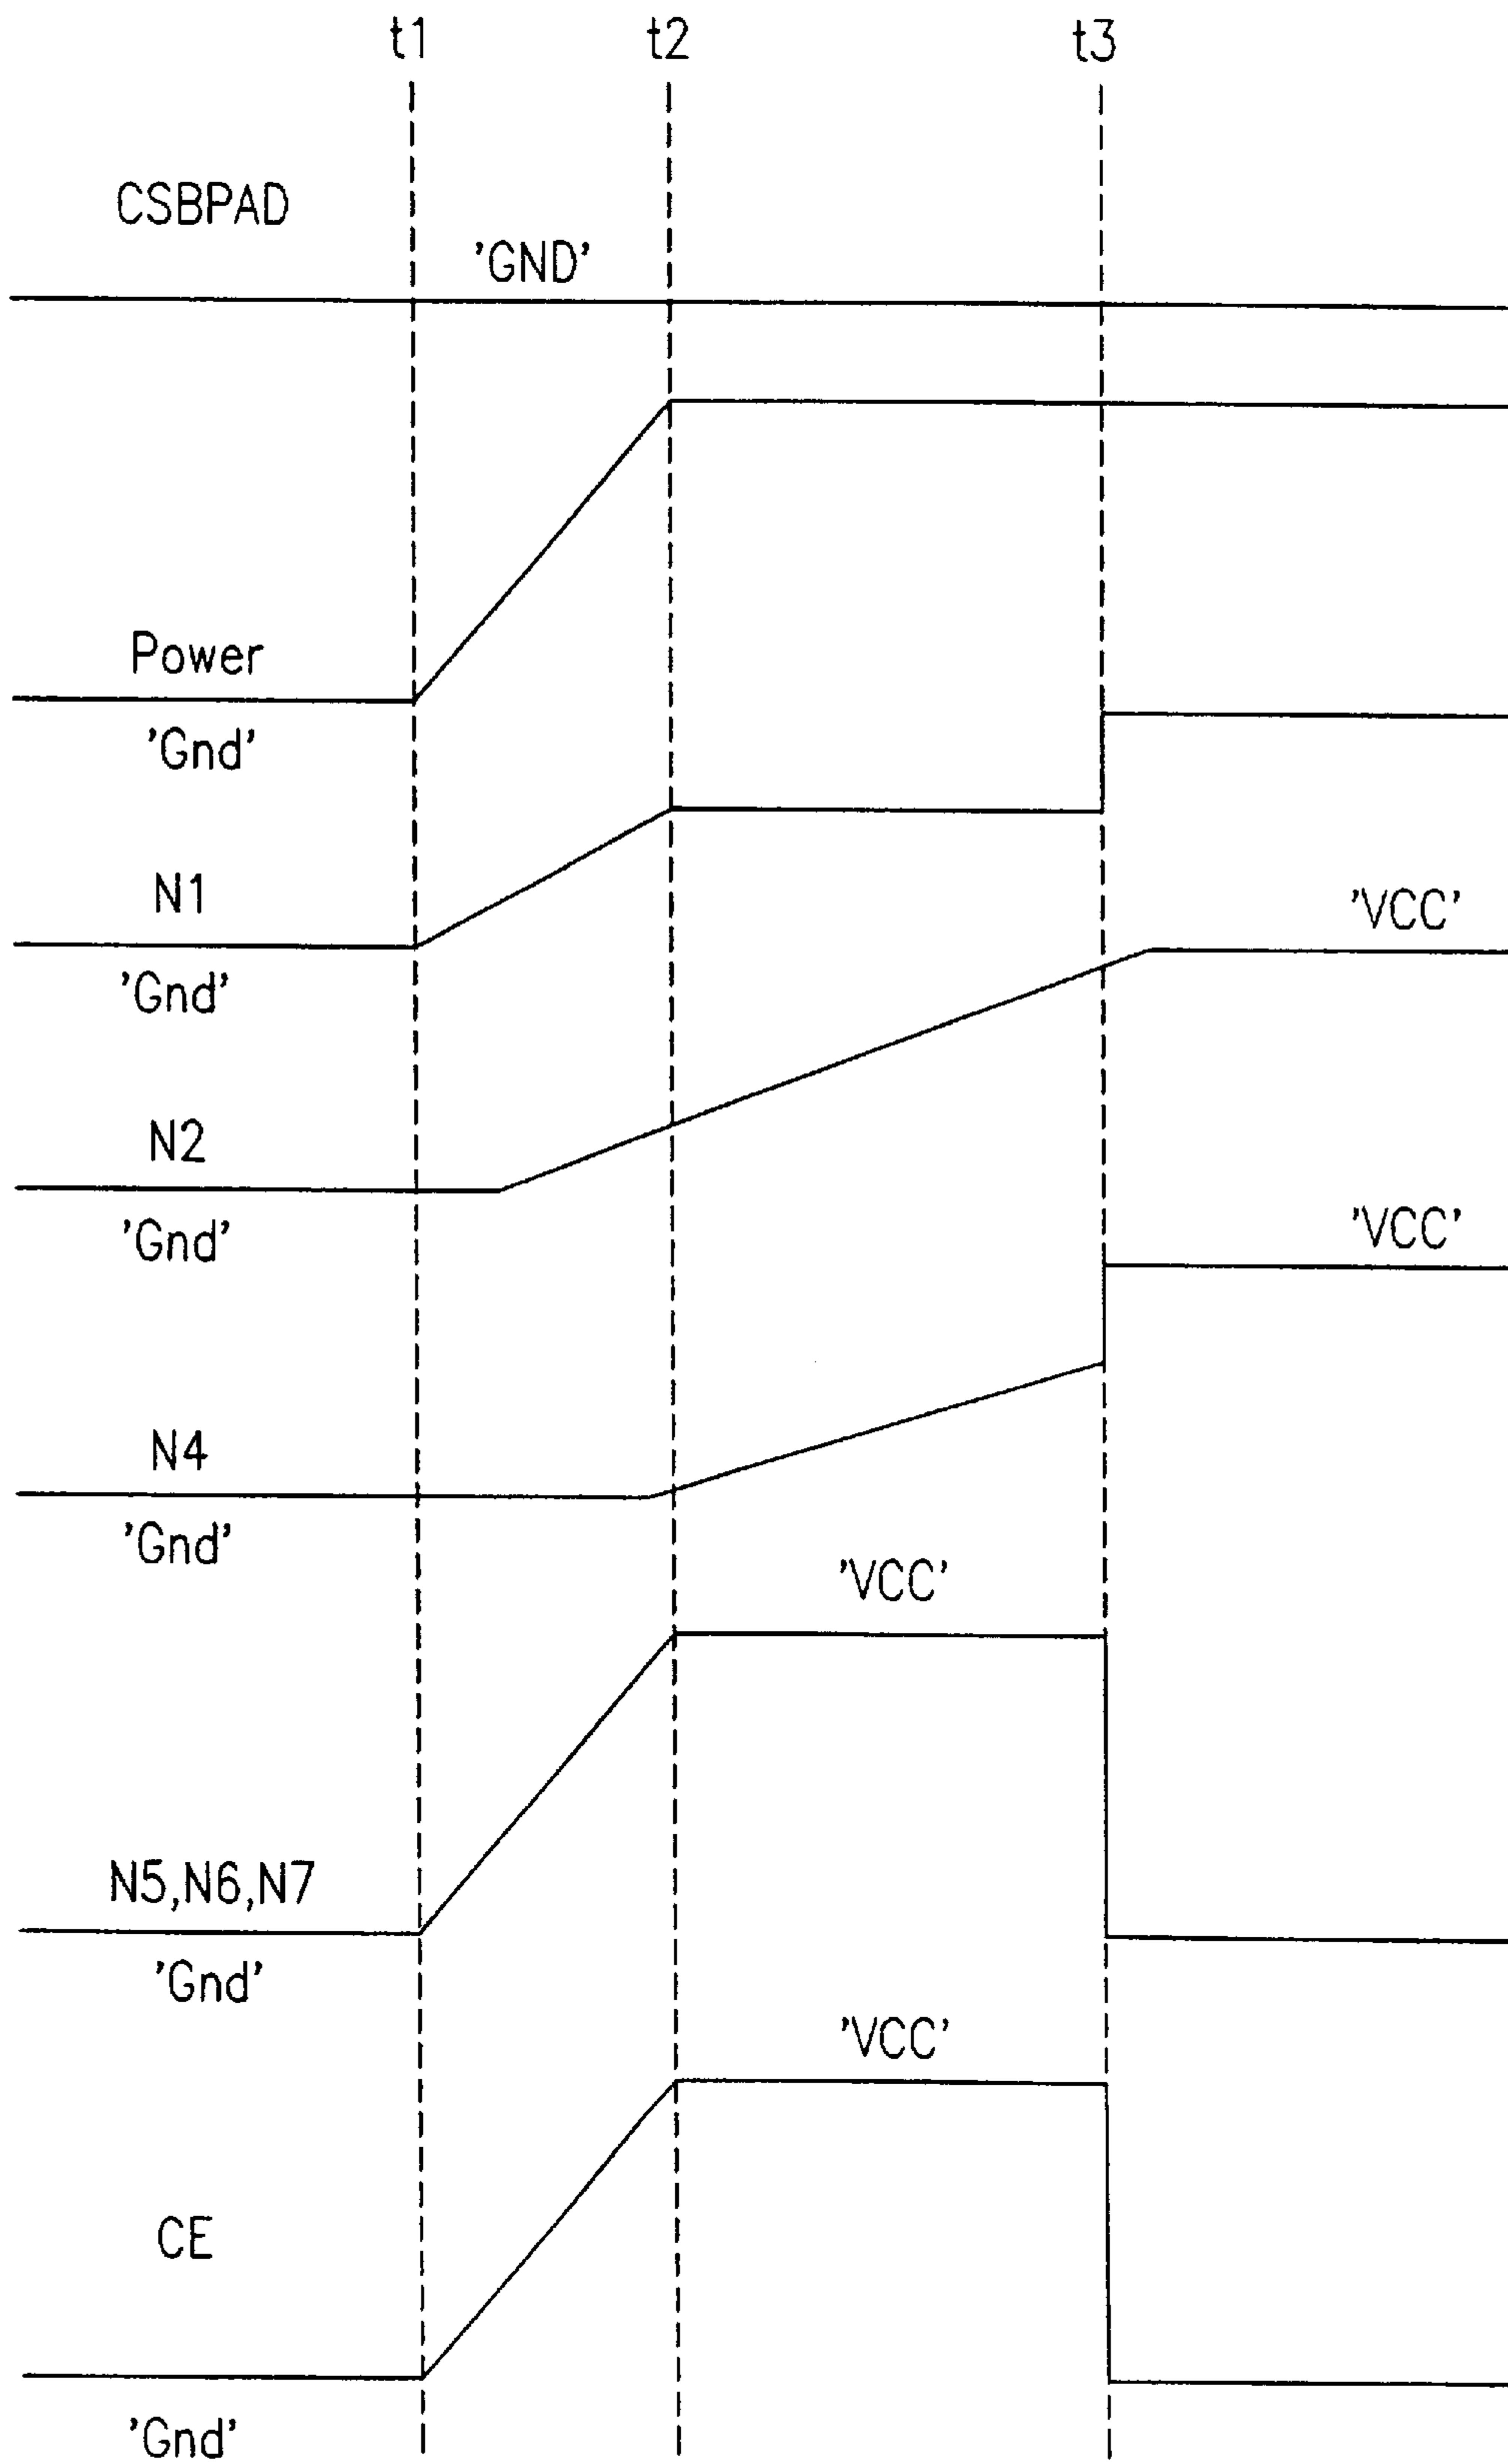 t1 t2 t3
CSBPAD
'GND'
Power
'Gnd'
N1
'VCC'
'Gnd'
N2
'VCC'
'Gnd'
N4
'Gnd'
'VCC'
N5,N6,N7
'Gnd'
'VCC'
CE
'Gnd'